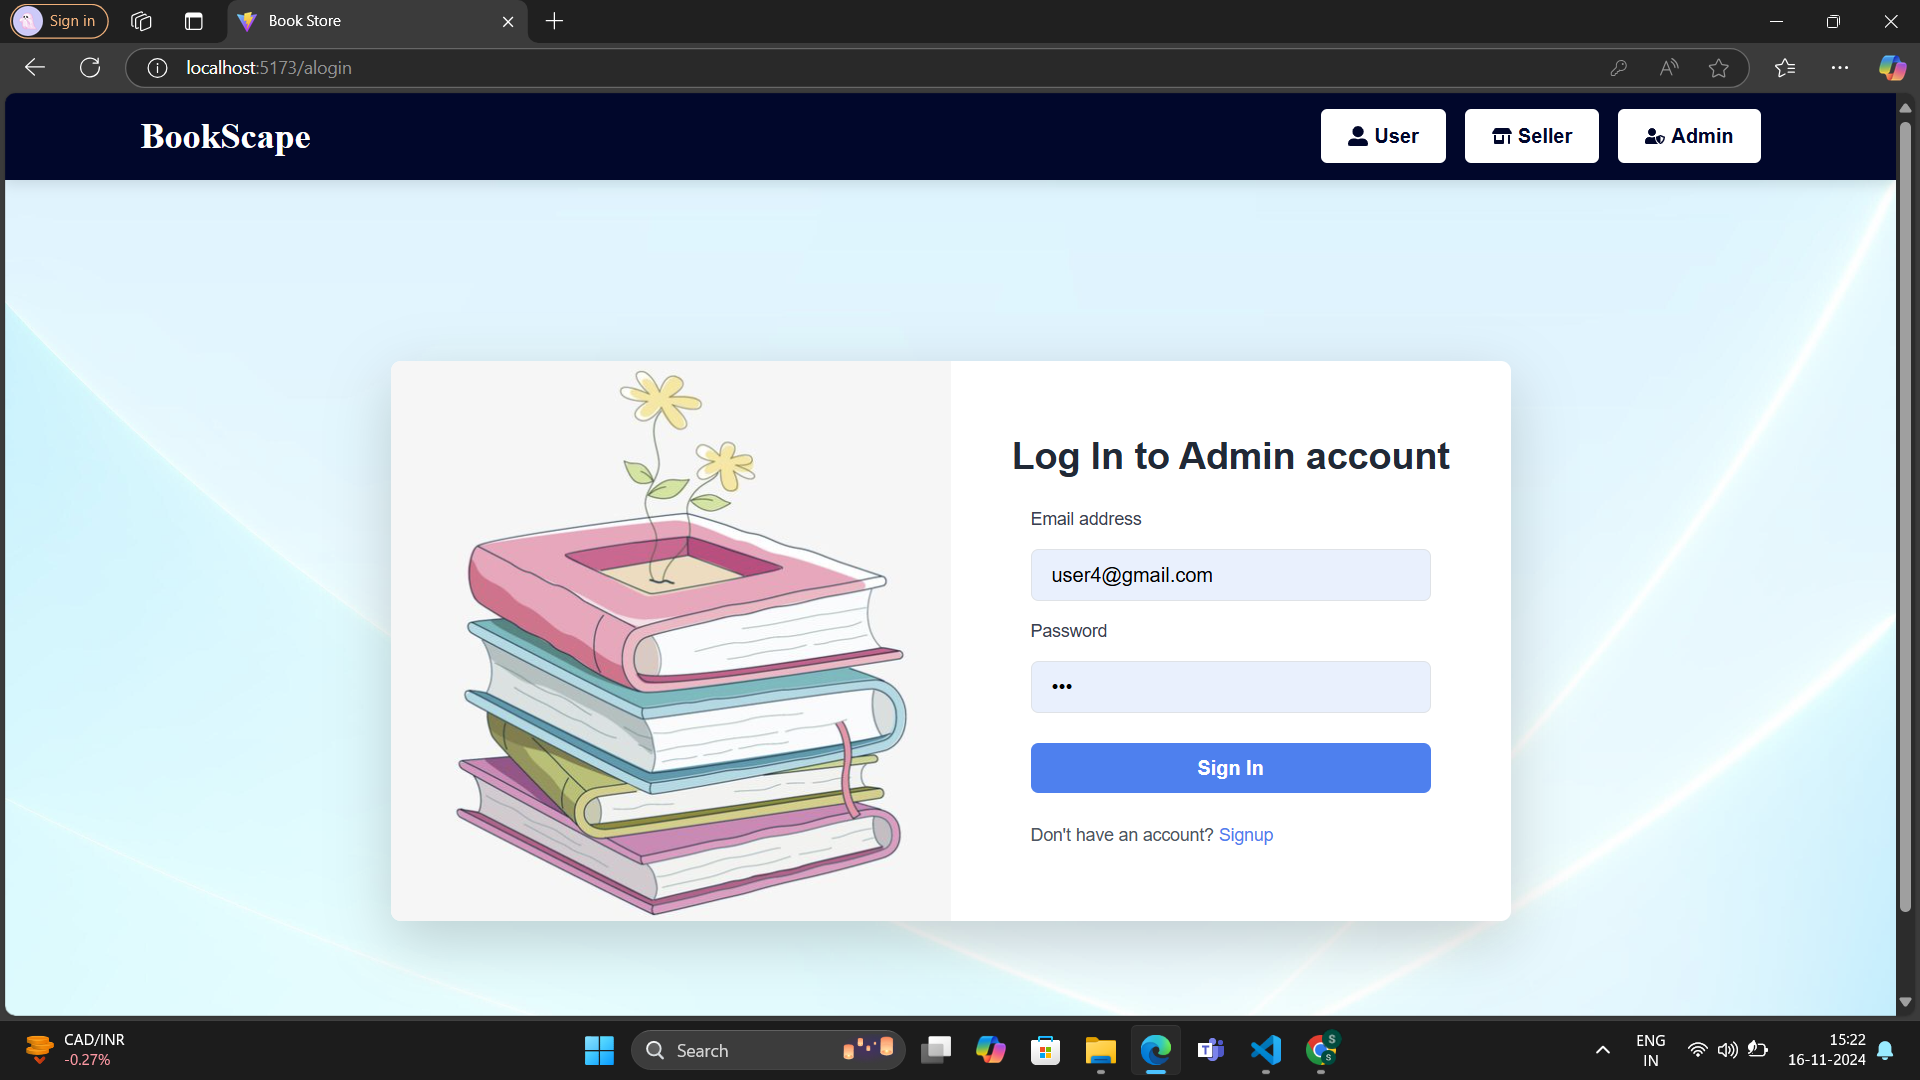 Sign in
Book Store
localhost:5173/alogin
BookScape
User
Seller
Admin
Log In to Admin account
Email address
user4@gmail.com
Password
•••
Sign In
Don't have an account? Signup
CAD/INR
-0.27%
Search
ENG
IN
15:22
16-11-2024